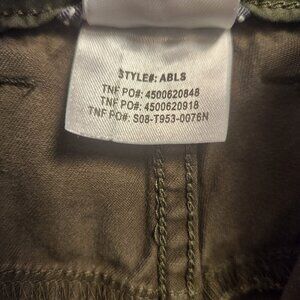 STYLE#: ABLS
TNF PO#: 4500620848
TNF PO#: 4500620918
TNF PO#: S08-T953-0076N